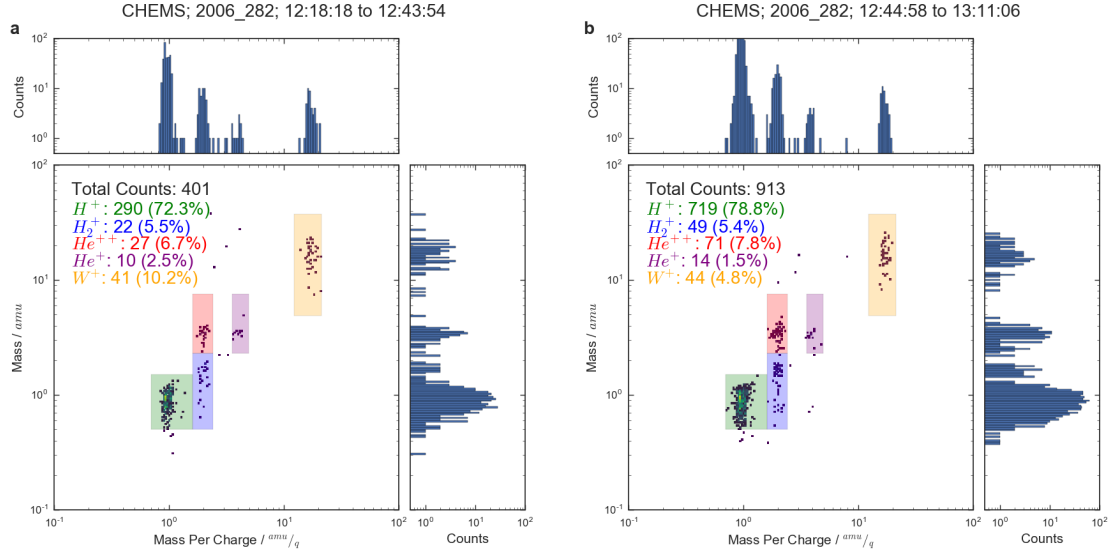 CHEMS; 2006_282; 12:18:18 to 12:43:54
a
10²
10¹
10⁰
Counts
10²
10¹
10⁰
10⁻¹
Mass / amu
Total Counts: 401
H⁺: 290 (72.3%)
H₂⁺: 22 (5.5%)
He⁺⁺: 27 (6.7%)
He⁺: 10 (2.5%)
W⁺: 41 (10.2%)
10⁻¹ 10⁰ 10¹ 10²
Mass Per Charge / amu/q
10⁰ 10¹ 10²
Counts
CHEMS; 2006_282; 12:44:58 to 13:11:06
b
10²
10¹
10⁰
Counts
10²
10¹
10⁰
10⁻¹
Mass / amu
Total Counts: 913
H⁺: 719 (78.8%)
H₂⁺: 49 (5.4%)
He⁺⁺: 71 (7.8%)
He⁺: 14 (1.5%)
W⁺: 44 (4.8%)
10⁻¹ 10⁰ 10¹ 10²
Mass Per Charge / amu/q
10⁰ 10¹ 10²
Counts